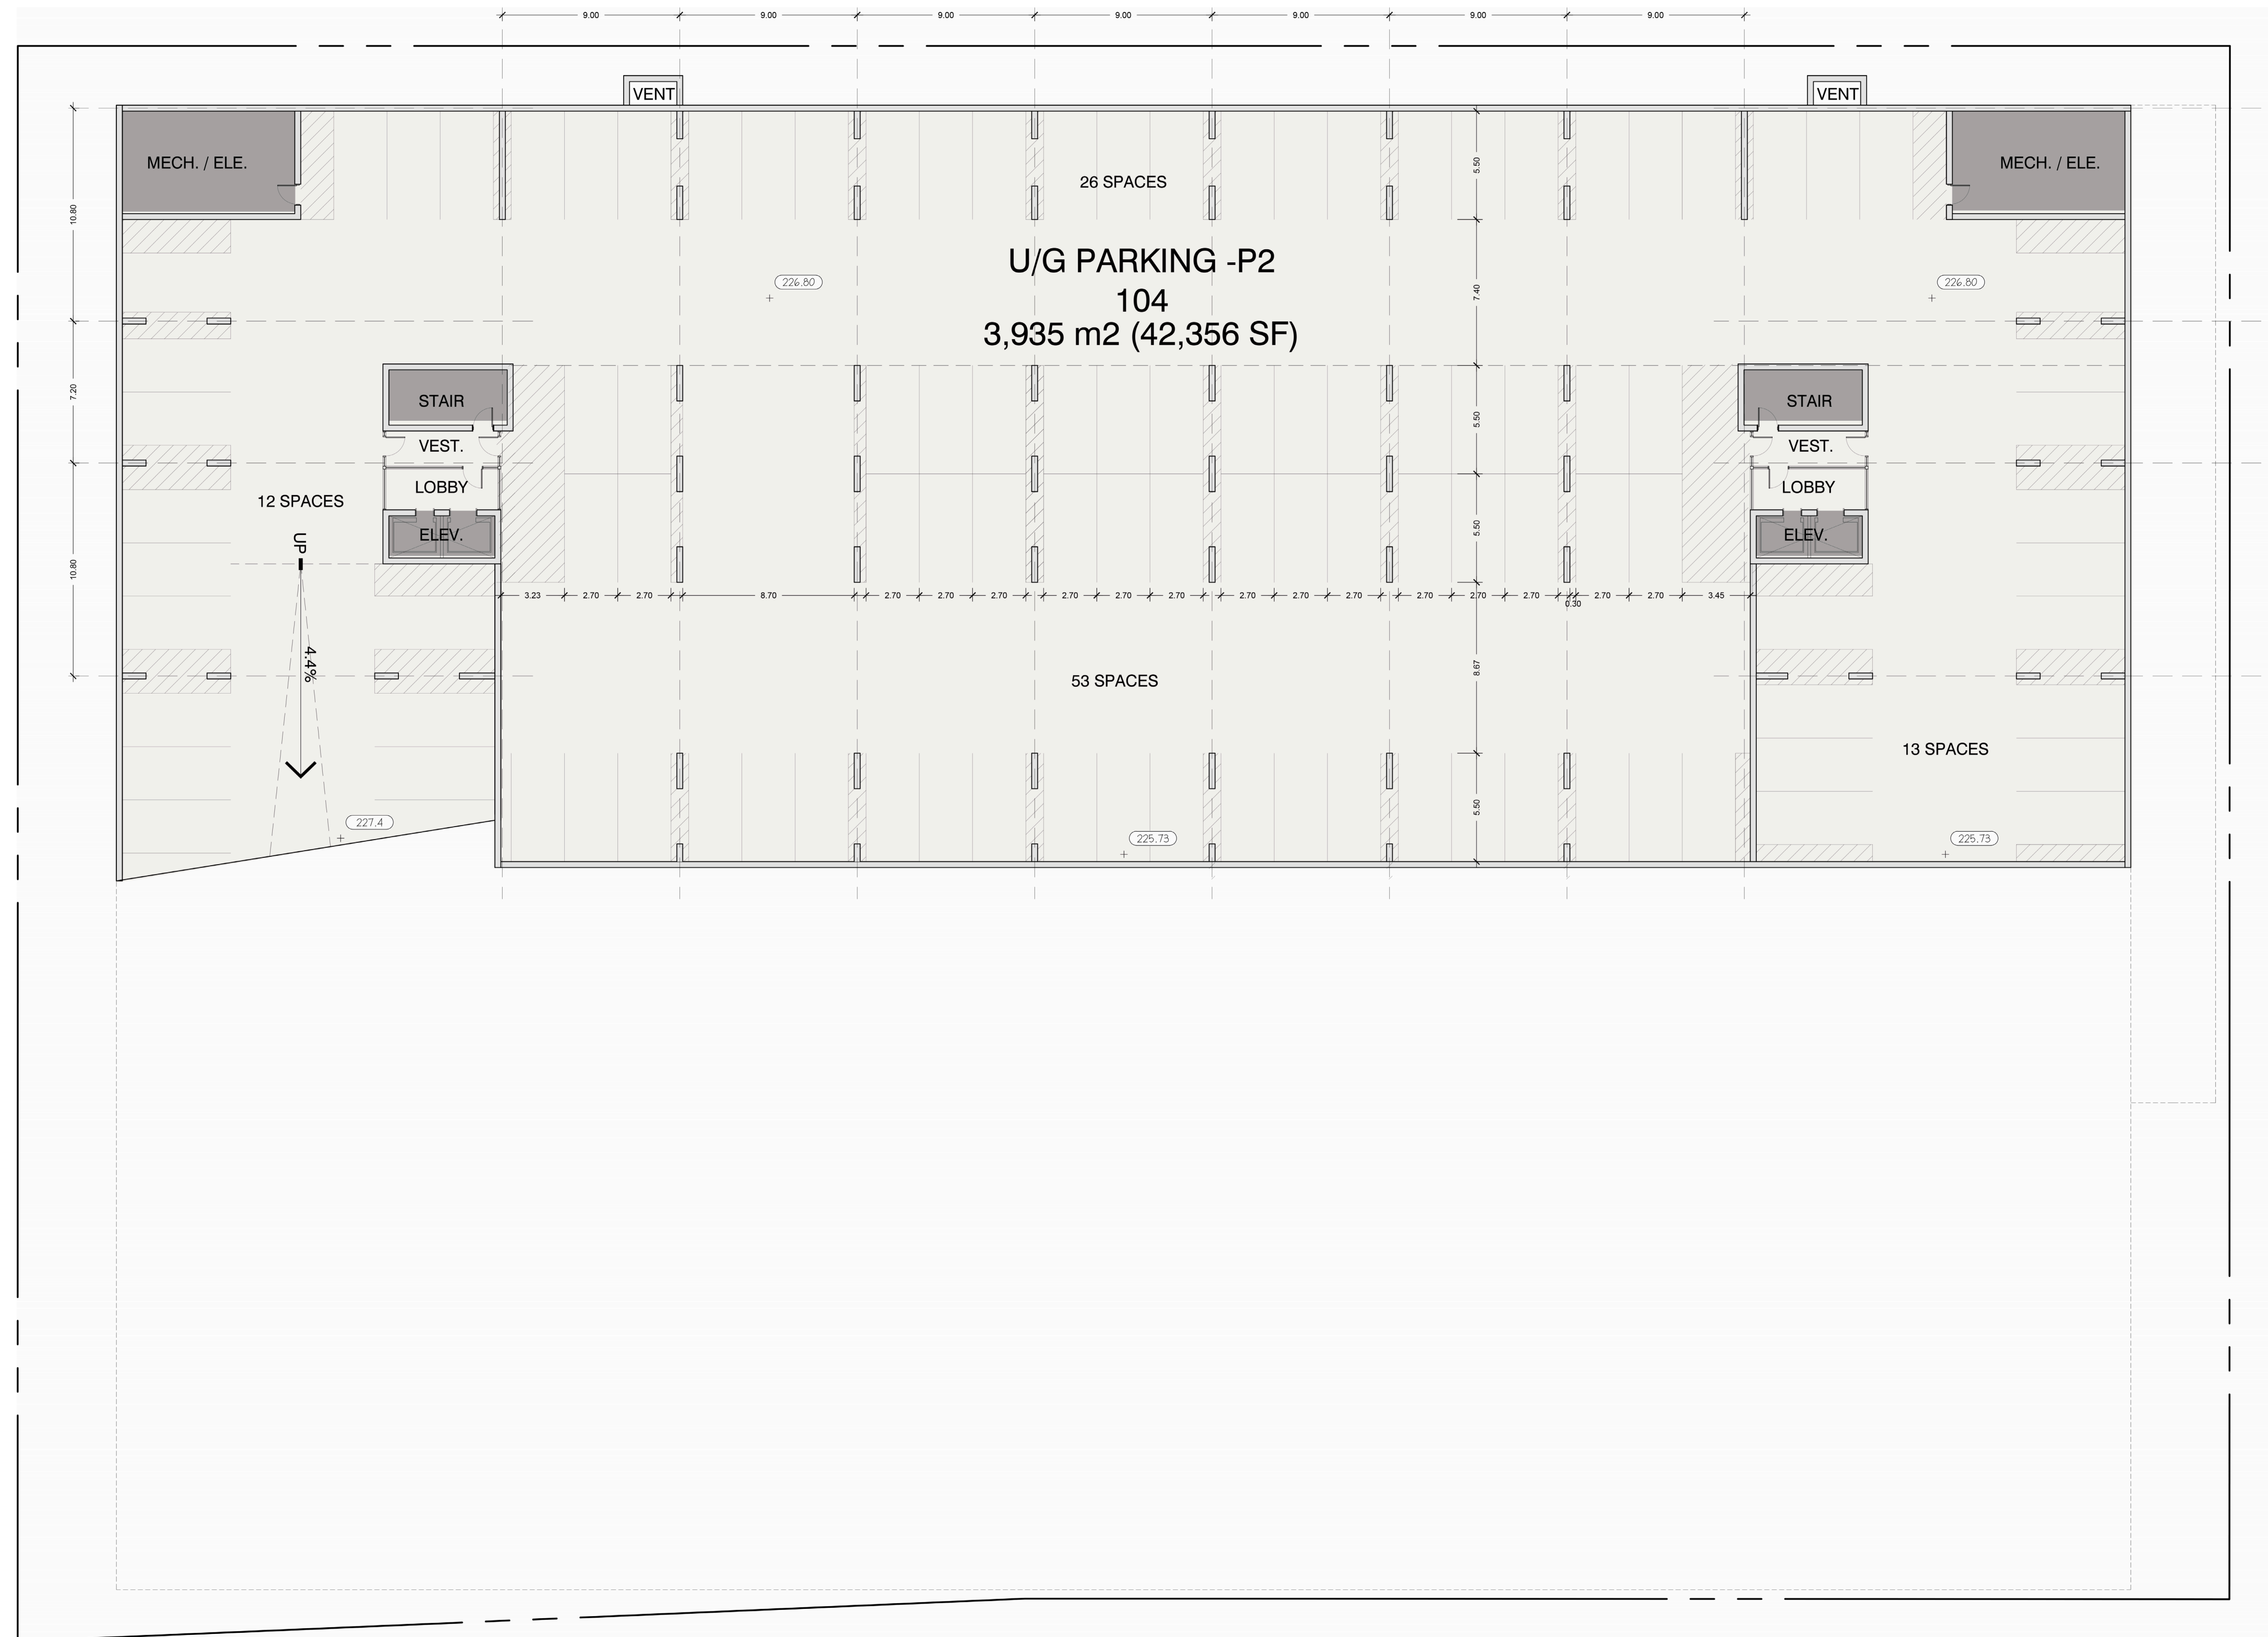 9.00 9.00 9.00 9.00 9.00 9.00 9.00
VENT
VENT
MECH. / ELE.
MECH. / ELE.
26 SPACES
5.50
10.80
U/G PARKING -P2
104
3,935 m2 (42,356 SF)
226.80
226.80
7.40
7.20
STAIR
STAIR
5.50
VEST.
VEST.
LOBBY
LOBBY
12 SPACES
5.50
ELEV.
ELEV.
UP
10.80
3.23 2.70 2.70 8.70 2.70 2.70 2.70 2.70 2.70 2.70 2.70 2.70 2.70 2.70 2.70 2.70 0.30 2.70 2.70 3.45
4.4%
53 SPACES
8.67
13 SPACES
5.50
227.4
225.73
225.73